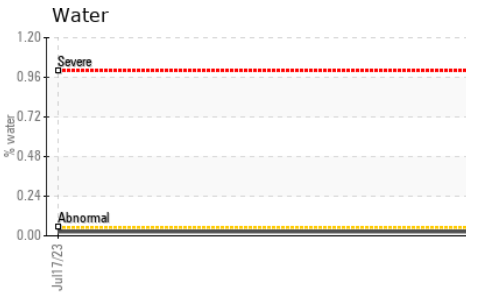 Water
1.20
Severe
0.96
0.72
% water
0.48
0.24
Abnormal
0.00
Jul17/23